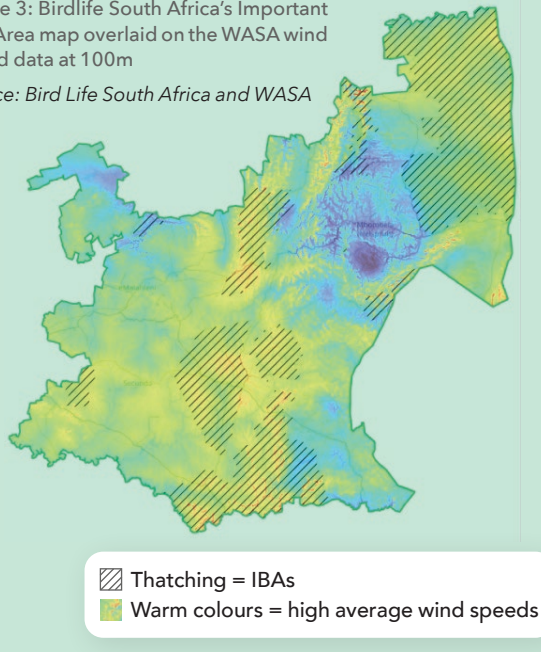 e 3: Birdlife South Africa's Important
Area map overlaid on the WASA wind
d data at 100m
ce: Bird Life South Africa and WASA
Thatching = IBAs
Warm colours = high average wind speeds